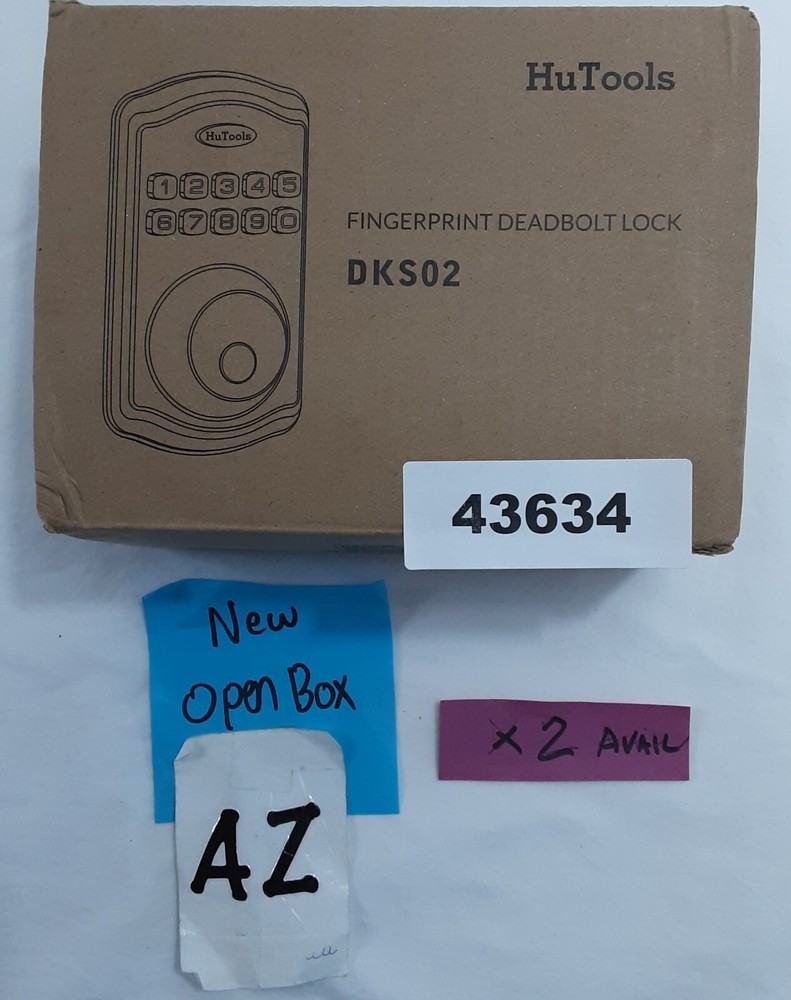 HuTools
HuTools
1 2 3 4 5
6 7 8 9 0
FINGERPRINT DEADBOLT LOCK
DKS02
43634
New
Open Box
x 2 AVAIL
AZ